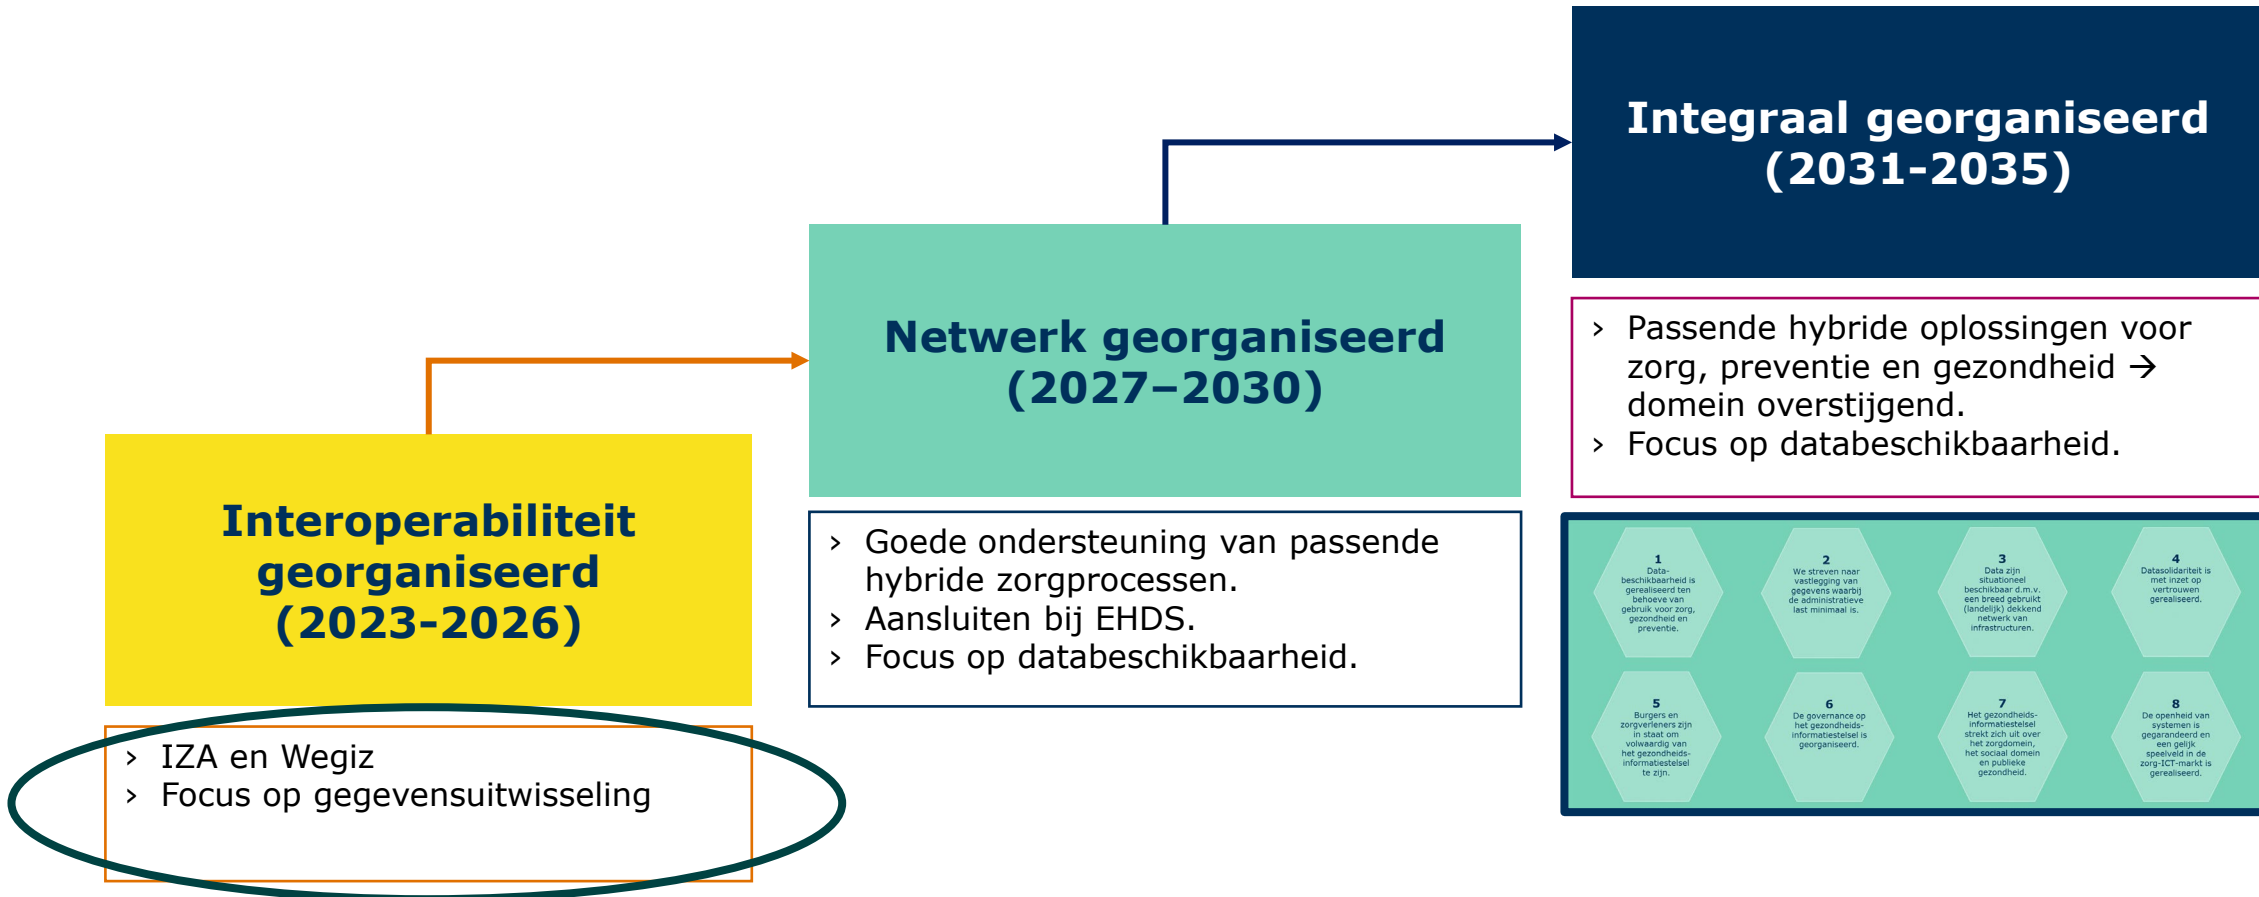 Integraal georganiseerd
(2031-2035)
Netwerk georganiseerd
(2027–2030)
Interoperabiliteit
georganiseerd
(2023-2026)
› Passende hybride oplossingen voor
zorg, preventie en gezondheid →
domein overstijgend.
› Focus op databeschikbaarheid.
› Goede ondersteuning van passende
hybride zorgprocessen.
› Aansluiten bij EHDS.
› Focus op databeschikbaarheid.
› IZA en Wegiz
› Focus op gegevensuitwisseling
1
Data-
beschikbaarheid is
gerealiseerd ten
behoeve van
gebruik voor zorg,
gezondheid en
preventie.
2
We streven naar
vastlegging van
gegevens waarbij
de administratieve
last minimaal is.
3
Data zijn
situationeel
beschikbaar d.m.v.
een breed gebruikt
(landelijk) dekkend
netwerk van
infrastructuren.
4
Datasolidariteit is
met inzet op
vertrouwen
gerealiseerd.
5
Burgers en
zorgverleners zijn
in staat om
volwaardig van
het gezondheids-
informatiestelsel
te zijn.
6
De governance op
het gezondheids-
informatiestelsel is
georganiseerd.
7
Het gezondheids-
informatiestelsel
strekt zich uit over
het zorgdomein,
het sociaal domein
en publieke
gezondheid.
8
De openheid van
systemen is
gegarandeerd en
een gelijk
speelveld in de
zorg-ICT-markt is
gerealiseerd.